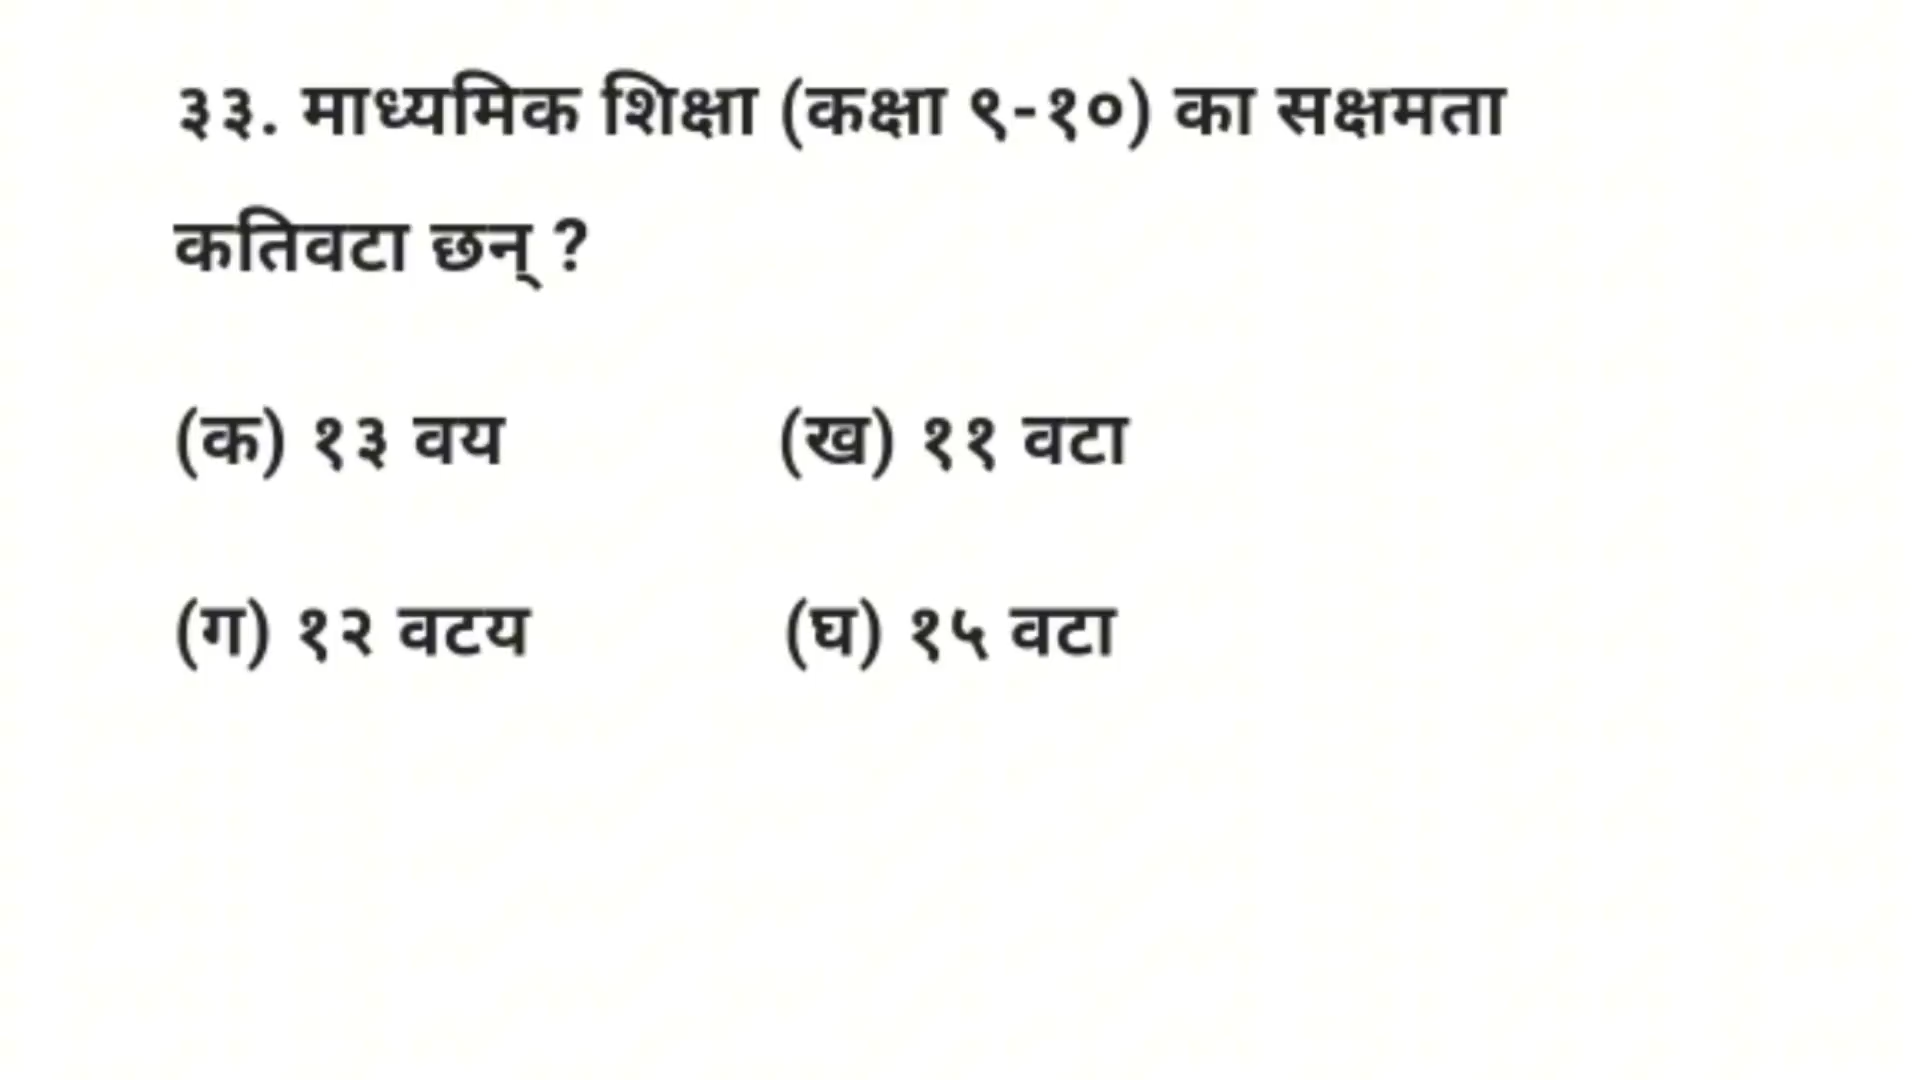 ३३. माध्यमिक शिक्षा (कक्षा ९-१०) का सक्षमता
कतिवटा छन् ?
(क) १३ वय (ख) ११ वटा
(ग) १२ वटय (घ) १५ वटा